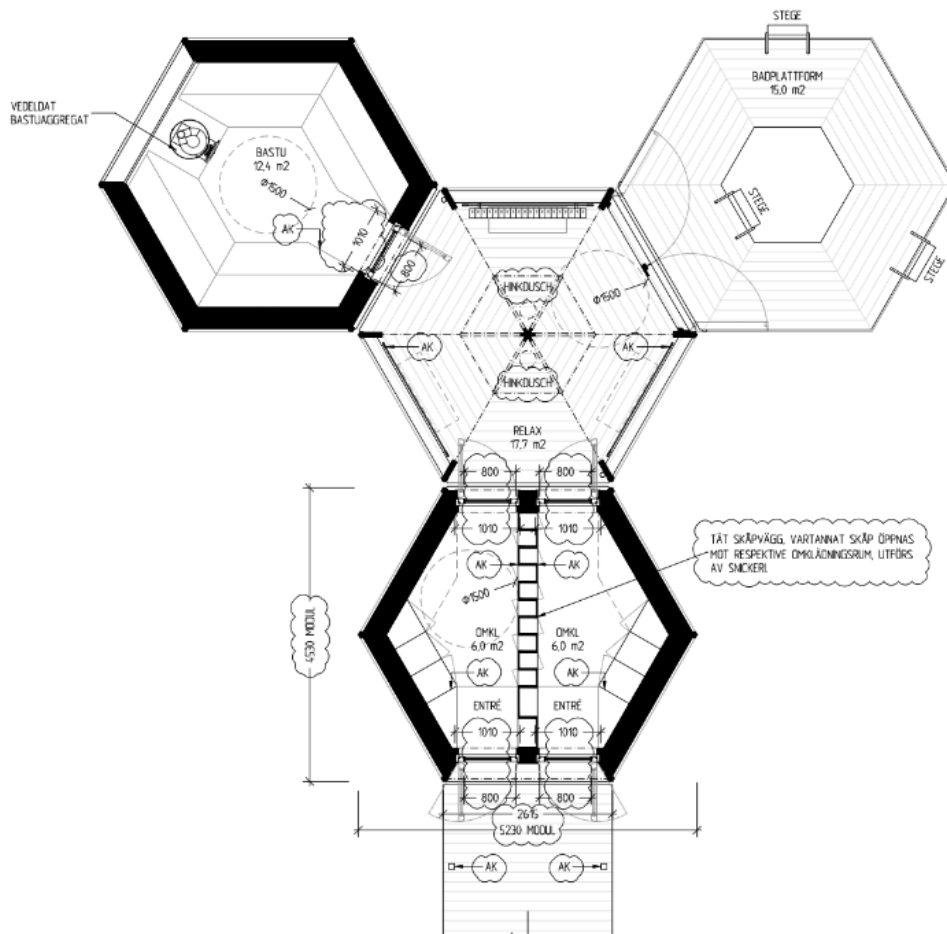 STEGE
BADPLATTFORM
15,0 m2
VEDELDAT
BASTUAGGREGAT
BASTU
12,4 m2
Φ1500
AK
1010
800
STEGE
STEGE
HINKDUSCH
Φ1500
AK
AK
HINKDUSCH
RELAX
17,7 m2
800
800
1010
1010
TÄT SKÅPVÄGG, VARTANNAT SKÅP ÖPPNAS
MOT RESPEKTIVE OMKLÄDNINGSRUM, UTFÖRS
AV SNICKERI.
AK
AK
Φ1500
4530 MODUL
OMKL
6,0 m2
OMKL
6,0 m2
AK
AK
ENTRÉ
ENTRÉ
1010
1010
800
800
2615
5230 MODUL
AK
AK